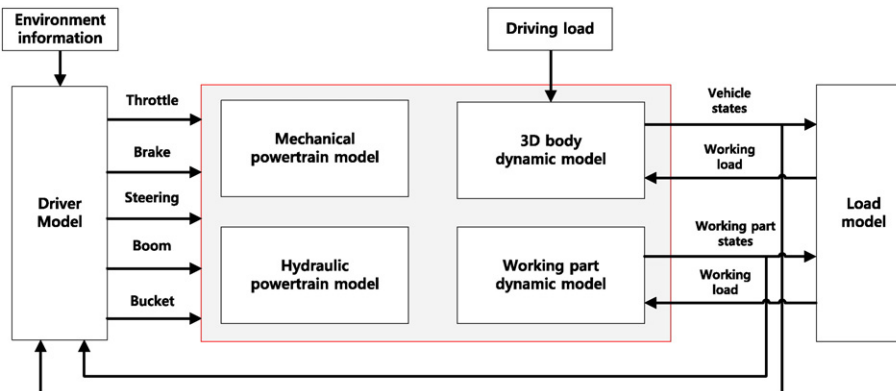 Environment
information
Driving load
Throttle
Brake
Steering
Boom
Bucket
Driver
Model
Mechanical
powertrain model
Hydraulic
powertrain model
3D body
dynamic model
Working part
dynamic model
Vehicle
states
Working
load
Working part
states
Working
load
Load
model